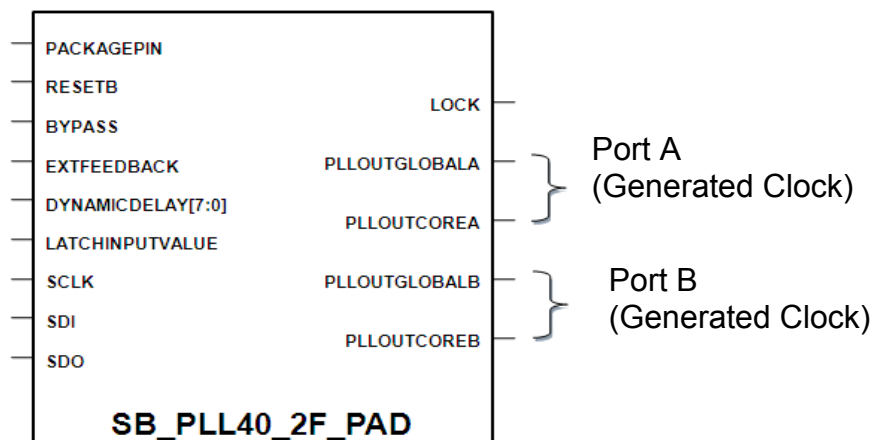 PACKAGEPIN
RESETB
BYPASS
EXTFEEDBACK
DYNAMICDELAY[7:0]
LATCHINPUTVALUE
SCLK
SDI
SDO
LOCK
PLLOUTGLOBALA
PLLOUTCOREA
PLLOUTGLOBALB
PLLOUTCOREB
Port A
(Generated Clock)
Port B
(Generated Clock)
SB_PLL40_2F_PAD